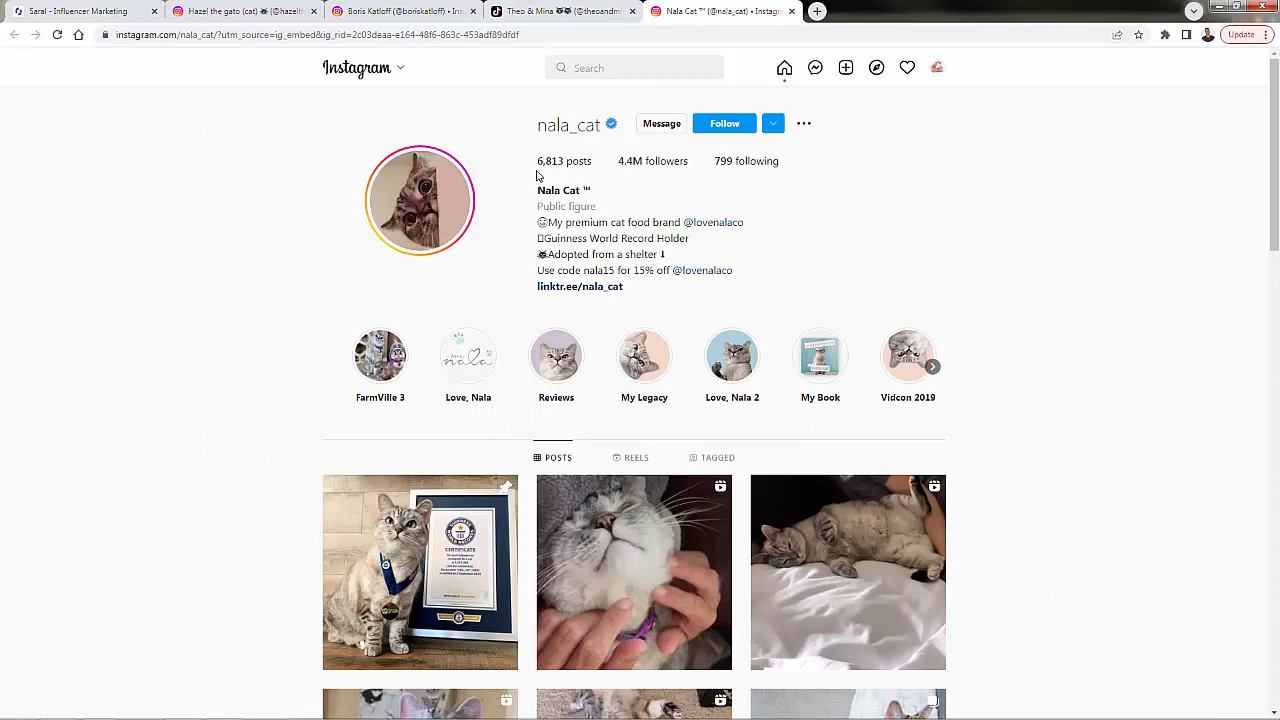 Saral - Influencer Marketing
Hazel the gato (cat)
Boris Katloff (@boriskatloff) • Inst
Theo & Mina
Nala Cat ™ (@nala_cat) • Instagr
instagram.com/nala_cat/?utm_source=ig_embed&ig_rid=2c03deaa-e164-48f6-863c-453adf89dfdf
Update
Instagram
Search
nala_cat
Message
Follow
6,813 posts
4.4M followers
799 following
Nala Cat ™
Public figure
My premium cat food brand @lovenalaco
Guinness World Record Holder
Adopted from a shelter
Use code nala15 for 15% off @lovenalaco
linktr.ee/nala_cat
love, nala
FarmVille 3
Love, Nala
Reviews
My Legacy
Love, Nala 2
My Book
Vidcon 2019
POSTS
REELS
TAGGED
CERTIFICATE